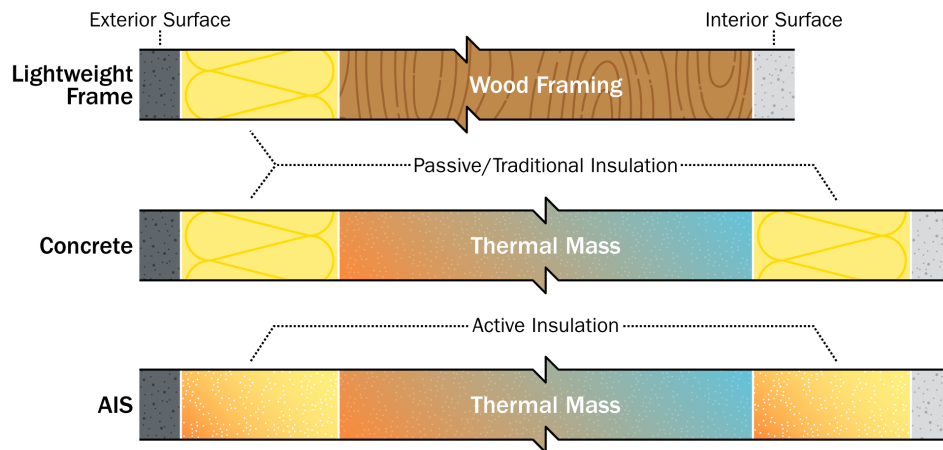 Exterior Surface
Interior Surface
Lightweight
Frame
Wood Framing
Passive/Traditional Insulation
Concrete
Thermal Mass
Active Insulation
AIS
Thermal Mass